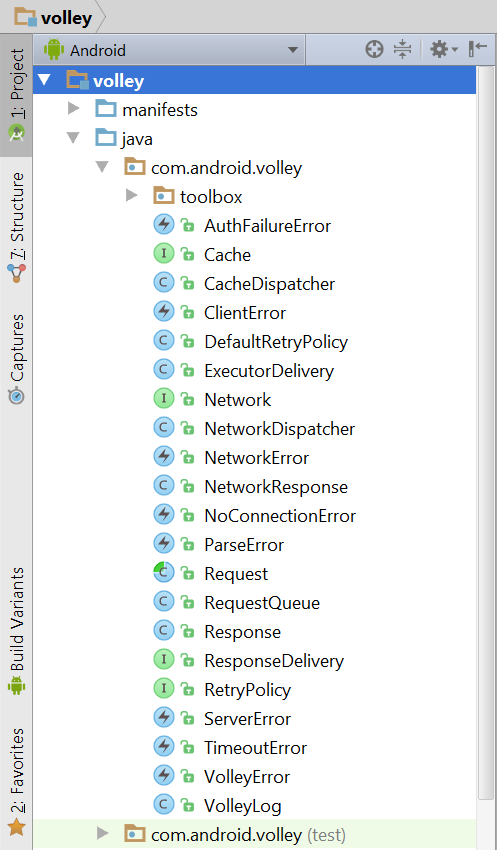 volley
Android
1: Project
7: Structure
Captures
Build Variants
2: Favorites
volley
manifests
java
com.android.volley
toolbox
AuthFailureError
I Cache
C CacheDispatcher
ClientError
C DefaultRetryPolicy
C ExecutorDelivery
I Network
C NetworkDispatcher
NetworkError
C NetworkResponse
NoConnectionError
ParseError
C Request
C RequestQueue
C Response
I ResponseDelivery
I RetryPolicy
ServerError
TimeoutError
VolleyError
C VolleyLog
com.android.volley (test)